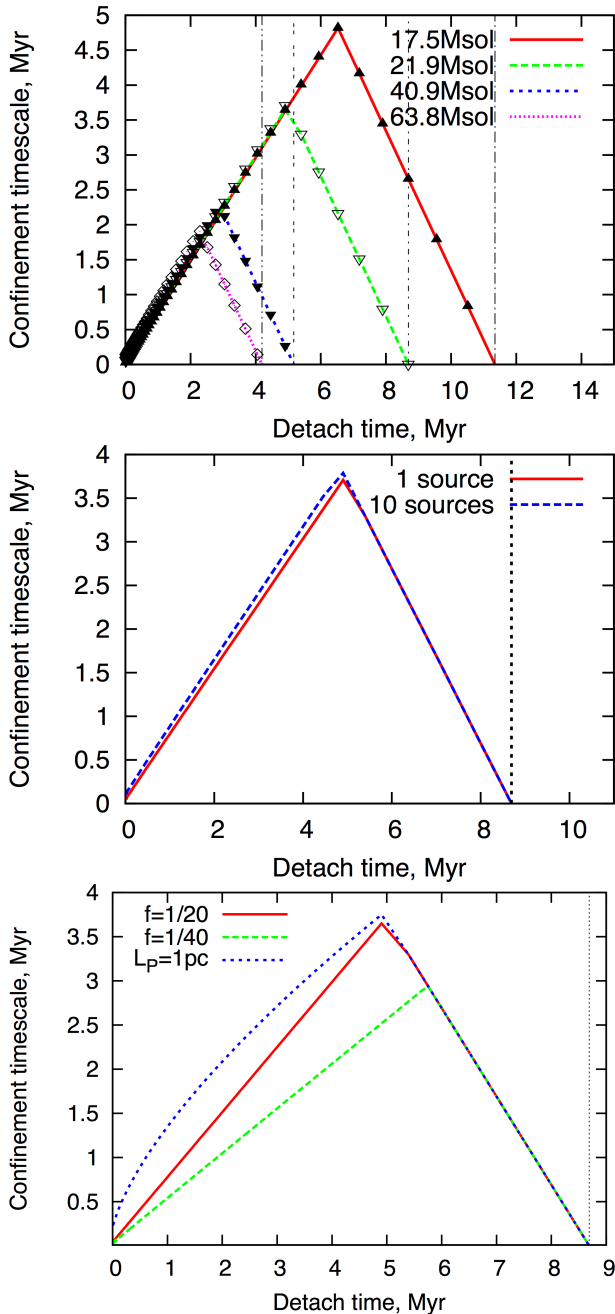 5
4.5
4
3.5
3
2.5
2
1.5
1
0.5
0
Confinement timescale, Myr
17.5Msol
21.9Msol
40.9Msol
63.8Msol
0 2 4 6 8 10 12 14
Detach time, Myr
4
3.5
3
2.5
2
1.5
1
0.5
0
Confinement timescale, Myr
1 source
10 sources
0 2 4 6 8 10
Detach time, Myr
4
3.5
3
2.5
2
1.5
1
0.5
Confinement timescale, Myr
f=1/20
f=1/40
L_P=1pc
0 1 2 3 4 5 6 7 8 9
Detach time, Myr